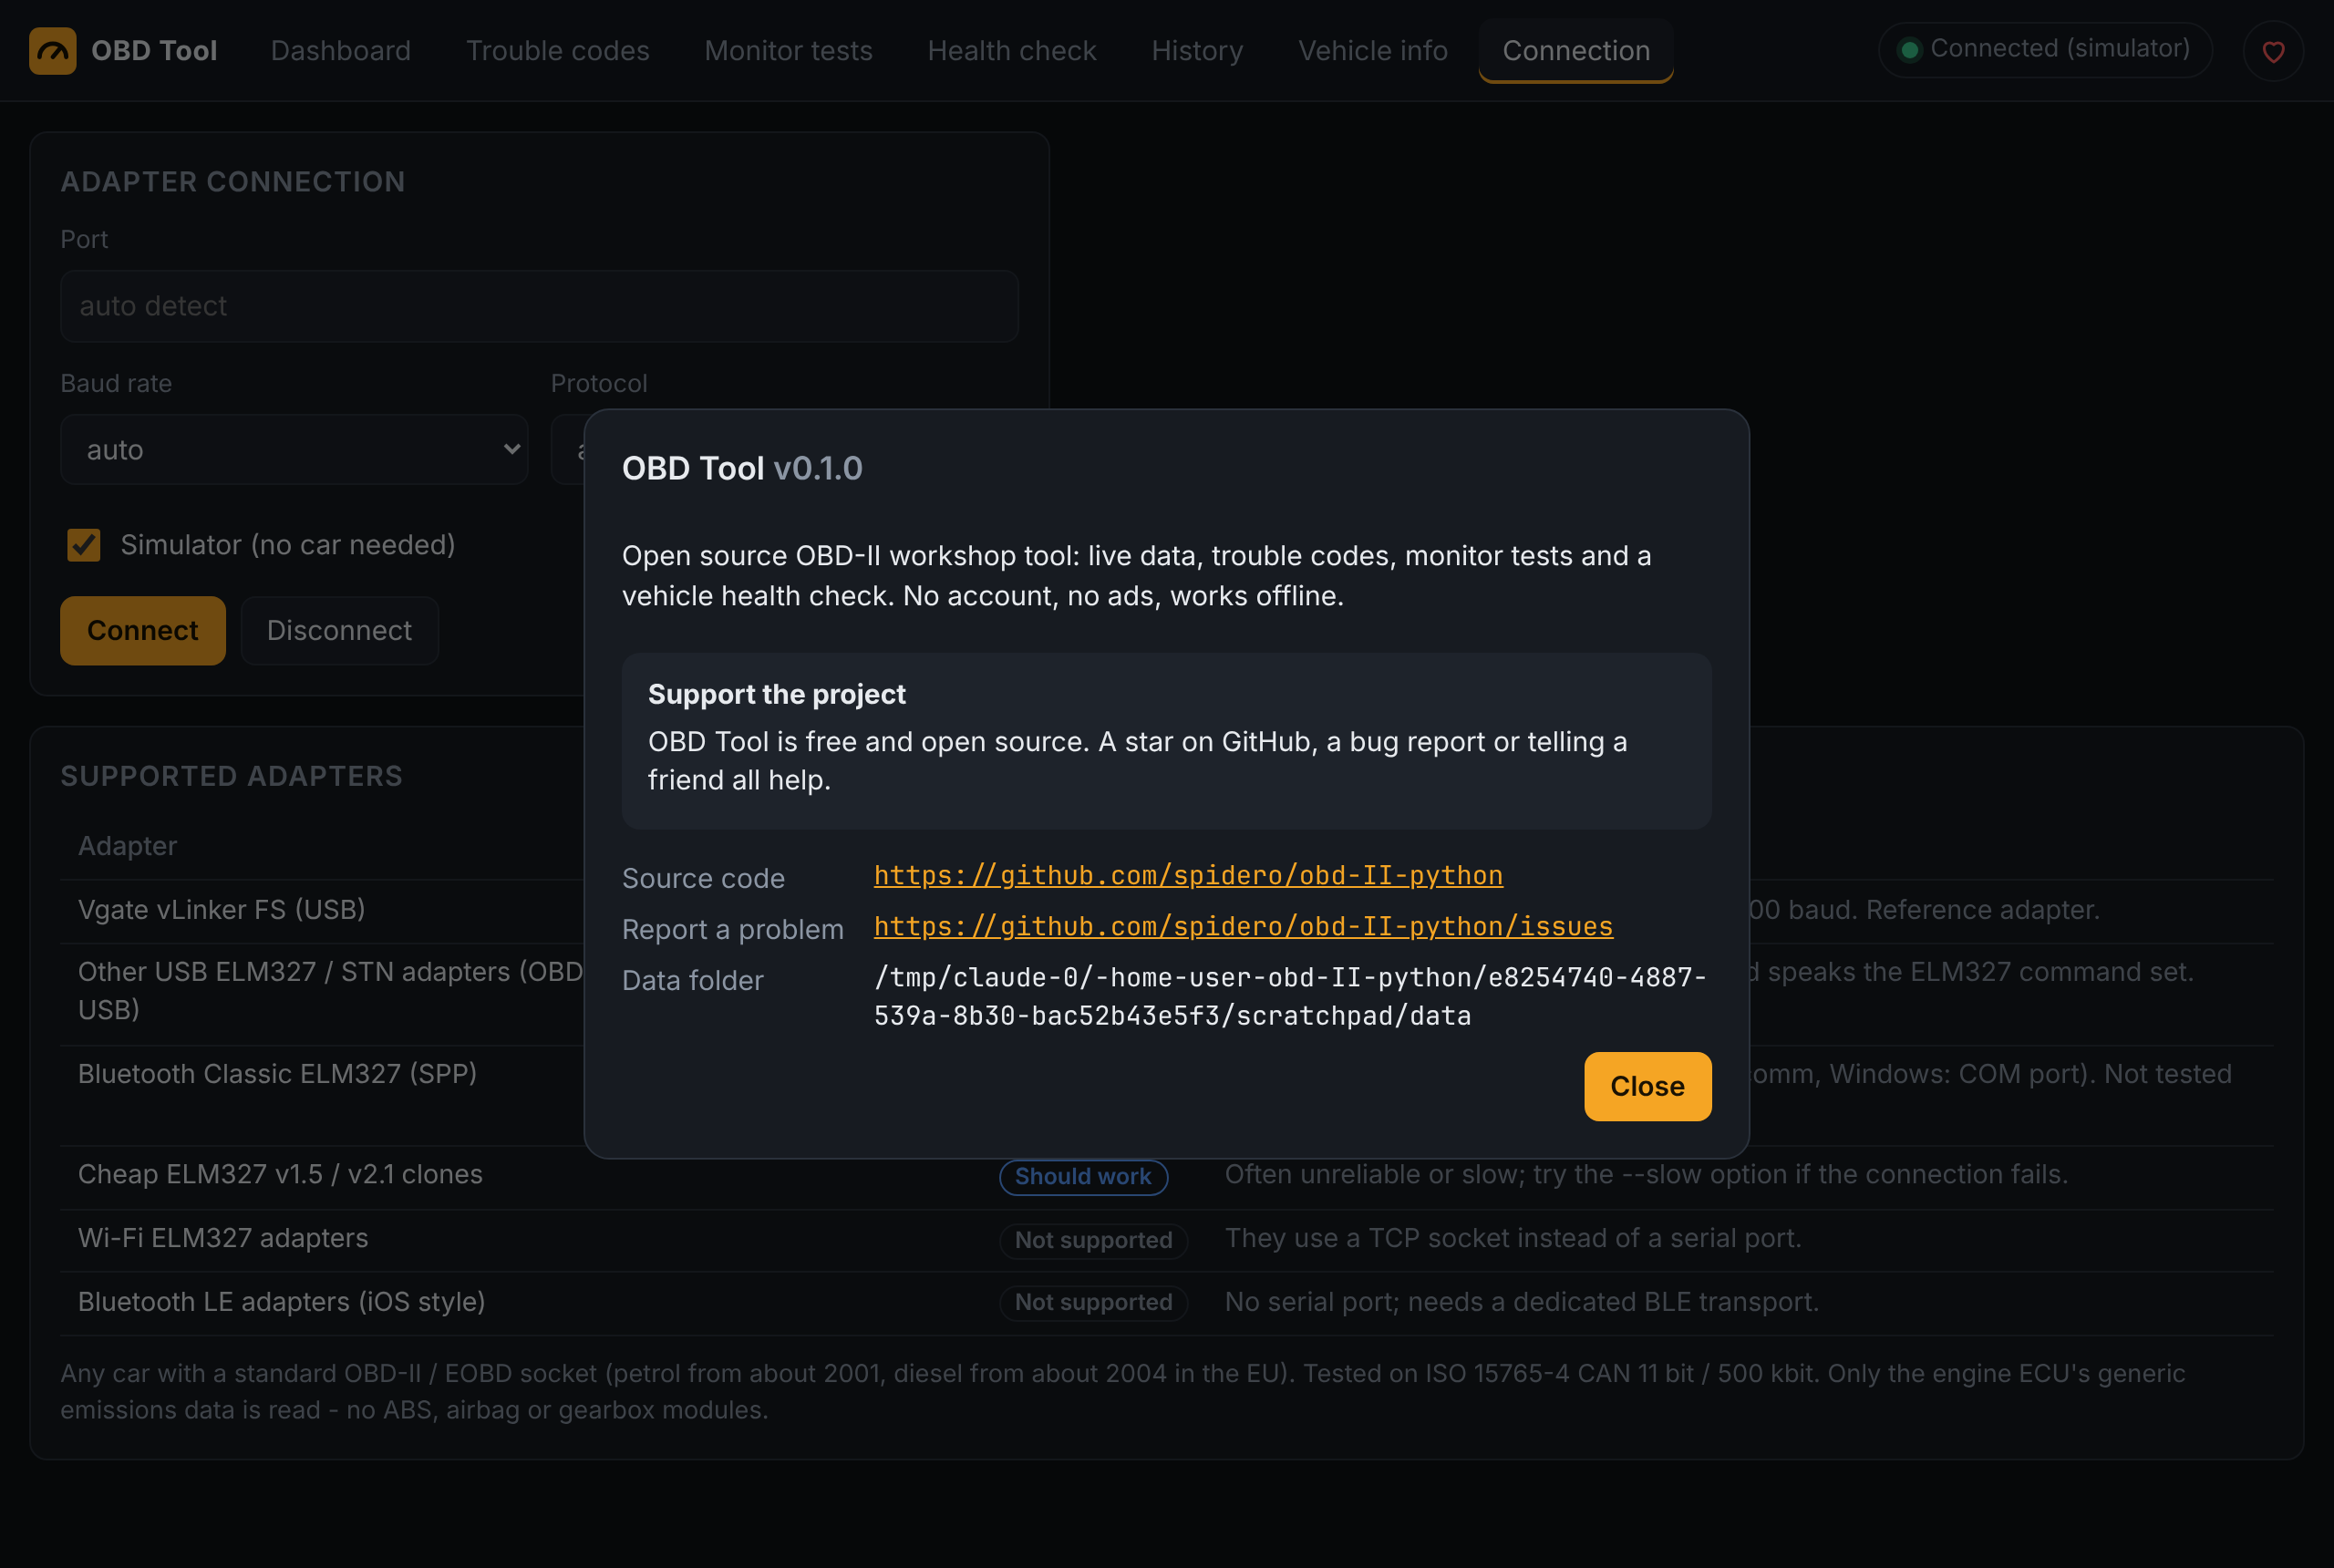 OBD Tool Dashboard Trouble codes Monitor tests Health check History Vehicle info Connection Connected (simulator)
ADAPTER CONNECTION
Port
auto detect
Baud rate Protocol
auto
Simulator (no car needed)
Connect Disconnect
OBD Tool v0.1.0
Open source OBD-II workshop tool: live data, trouble codes, monitor tests and a
vehicle health check. No account, no ads, works offline.
Support the project
OBD Tool is free and open source. A star on GitHub, a bug report or telling a
friend all help.
Source code https://github.com/spidero/obd-II-python
Report a problem https://github.com/spidero/obd-II-python/issues
Data folder /tmp/claude-0/-home-user-obd-II-python/e8254740-4887-
539a-8b30-bac52b43e5f3/scratchpad/data
Close
SUPPORTED ADAPTERS
Adapter
Vgate vLinker FS (USB) 00 baud. Reference adapter.
Other USB ELM327 / STN adapters (OBD speaks the ELM327 command set.
USB)
Bluetooth Classic ELM327 (SPP) omm, Windows: COM port). Not tested
Cheap ELM327 v1.5 / v2.1 clones Should work Often unreliable or slow; try the --slow option if the connection fails.
Wi-Fi ELM327 adapters Not supported They use a TCP socket instead of a serial port.
Bluetooth LE adapters (iOS style) Not supported No serial port; needs a dedicated BLE transport.
Any car with a standard OBD-II / EOBD socket (petrol from about 2001, diesel from about 2004 in the EU). Tested on ISO 15765-4 CAN 11 bit / 500 kbit. Only the engine ECU's generic
emissions data is read - no ABS, airbag or gearbox modules.